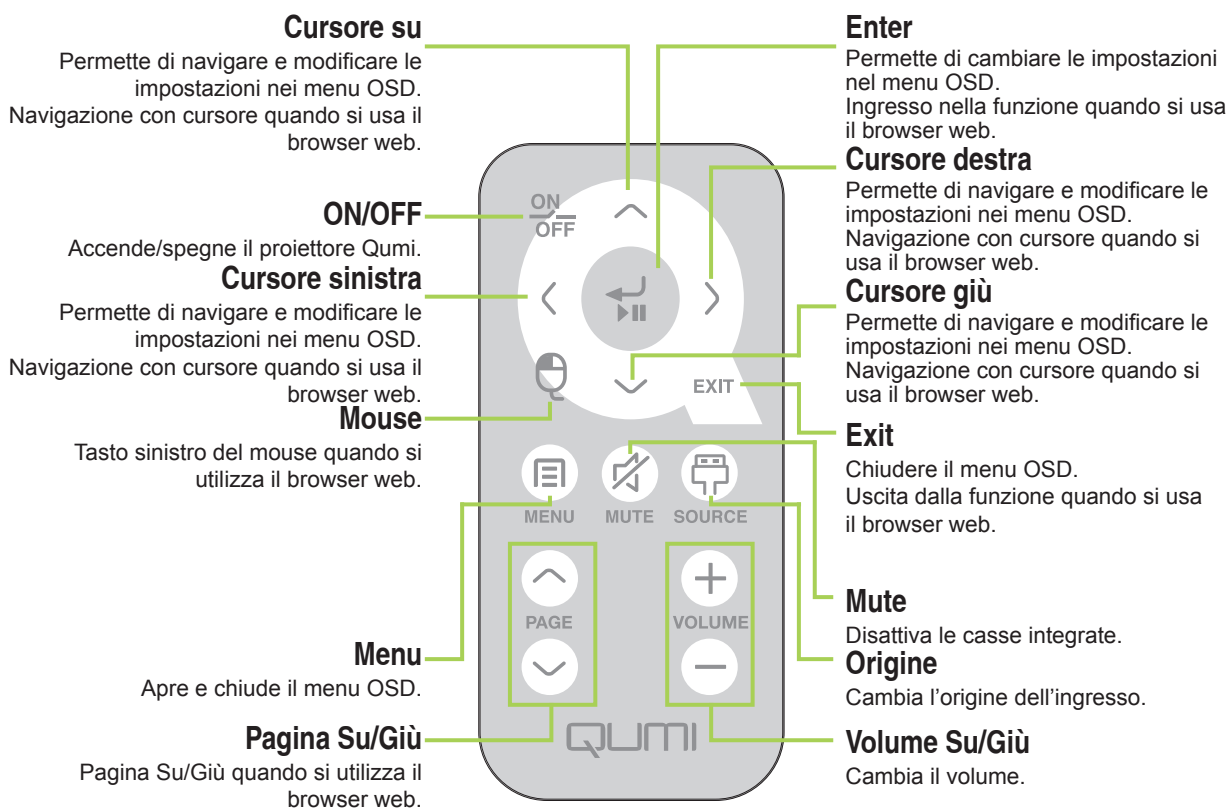 Cursore su
Permette di navigare e modificare le
impostazioni nei menu OSD.
Navigazione con cursore quando si usa il
browser web.
ON/OFF
Accende/spegne il proiettore Qumi.
Cursore sinistra
Permette di navigare e modificare le
impostazioni nei menu OSD.
Navigazione con cursore quando si usa il
browser web.
Mouse
Tasto sinistro del mouse quando si
utilizza il browser web.
Menu
Apre e chiude il menu OSD.
Pagina Su/Giù
Pagina Su/Giù quando si utilizza il
browser web.
ON
OFF
EXIT
MENU
MUTE
SOURCE
PAGE
VOLUME
QUMI
Enter
Permette di cambiare le impostazioni
nel menu OSD.
Ingresso nella funzione quando si usa
il browser web.
Cursore destra
Permette di navigare e modificare le
impostazioni nei menu OSD.
Navigazione con cursore quando si
usa il browser web.
Cursore giù
Permette di navigare e modificare le
impostazioni nei menu OSD.
Navigazione con cursore quando si
usa il browser web.
Exit
Chiudere il menu OSD.
Uscita dalla funzione quando si usa
il browser web.
Mute
Disattiva le casse integrate.
Origine
Cambia l'origine dell'ingresso.
Volume Su/Giù
Cambia il volume.